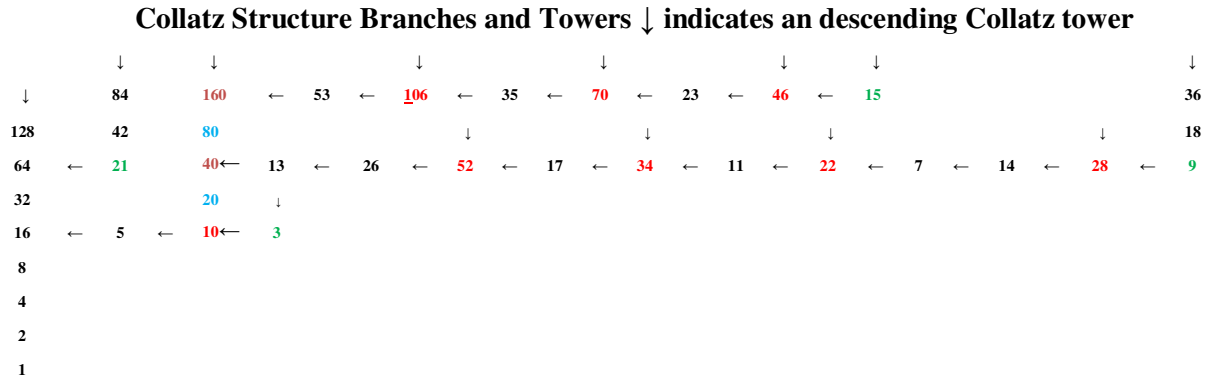 Collatz Structure Branches and Towers ↓ indicates an descending Collatz tower
↓ ↓ ↓ ↓ ↓ ↓ ↓
↓ 84 160 ← 53 ← 106 ← 35 ← 70 ← 23 ← 46 ← 15 36
128 42 80 ↓ ↓ ↓ ↓ 18
64 ← 21 40← 13 ← 26 ← 52 ← 17 ← 34 ← 11 ← 22 ← 7 ← 14 ← 28 ← 9
32 20 ↓
16 ← 5 ← 10← 3
8
4
2
1